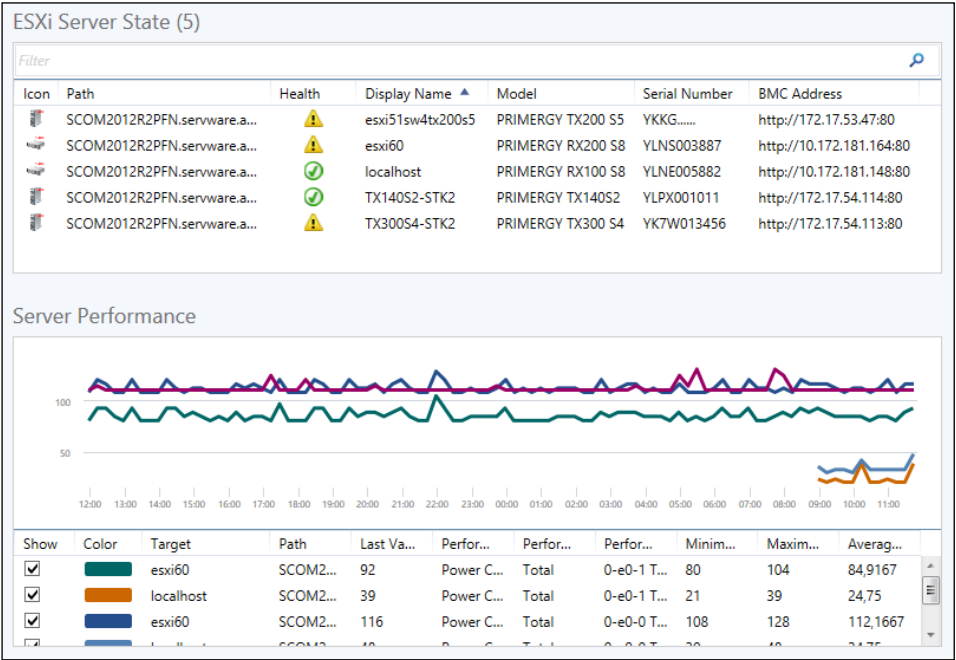 ESXi Server State (5)
Filter
Icon Path Health Display Name Model Serial Number BMC Address
SCOM2012R2PFN.servware.a... esxi51sw4tx200s5 PRIMERGY TX200 S5 YKKG...... http://172.17.53.47:80
SCOM2012R2PFN.servware.a... esxi60 PRIMERGY RX200 S8 YLNS003887 http://10.172.181.164:80
SCOM2012R2PFN.servware.a... localhost PRIMERGY RX100 S8 YLNE005882 http://10.172.181.148:80
SCOM2012R2PFN.servware.a... TX140S2-STK2 PRIMERGY TX140S2 YLPX001011 http://172.17.54.114:80
SCOM2012R2PFN.servware.a... TX300S4-STK2 PRIMERGY TX300 S4 YK7W013456 http://172.17.54.113:80
Server Performance
100
50
12:00 13:00 14:00 15:00 16:00 17:00 18:00 19:00 20:00 21:00 22:00 23:00 00:00 01:00 02:00 03:00 04:00 05:00 06:00 07:00 08:00 09:00 10:00 11:00
Show Color Target Path Last Va... Perfor... Perfor... Perfor... Minim... Maxim... Averag...
esxi60 SCOM2... 92 Power C... Total 0-e0-1 T... 80 104 84,9167
localhost SCOM2... 39 Power C... Total 0-e0-1 T... 21 39 24,75
esxi60 SCOM2... 116 Power C... Total 0-e0-0 T... 108 128 112,1667